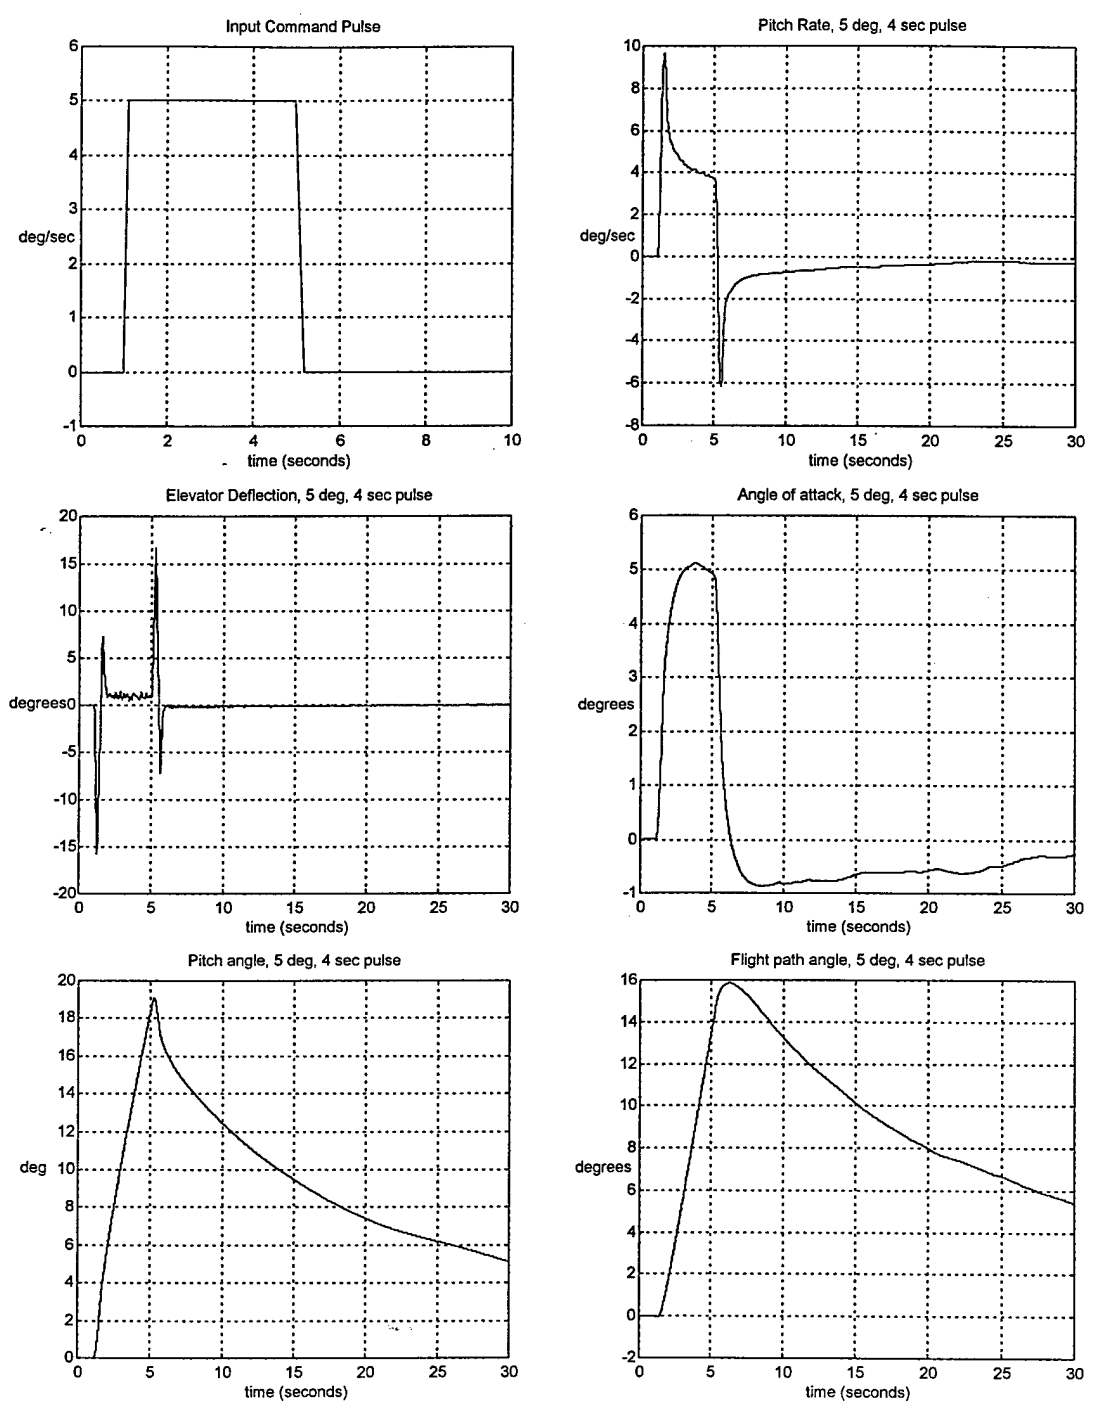 Input Command Pulse
6
5
4
3
deg/sec
2
1
0
-1
0 2 4 6 8 10
time (seconds)
Pitch Rate, 5 deg, 4 sec pulse
10
8
6
4
2
deg/sec
0
-2
-4
-6
-8
0 5 10 15 20 25 30
time (seconds)
Elevator Deflection, 5 deg, 4 sec pulse
20
15
10
5
degrees0
-5
-10
-15
-20
0 5 10 15 20 25 30
time (seconds)
Angle of attack, 5 deg, 4 sec pulse
6
5
4
3
degrees
2
1
0
-1
0 5 10 15 20 25 30
time (seconds)
Pitch angle, 5 deg, 4 sec pulse
20
18
16
14
12
deg 10
8
6
4
2
0
0 5 10 15 20 25 30
time (seconds)
Flight path angle, 5 deg, 4 sec pulse
16
14
12
10
8
degrees
6
4
2
0
-2
0 5 10 15 20 25 30
time (seconds)